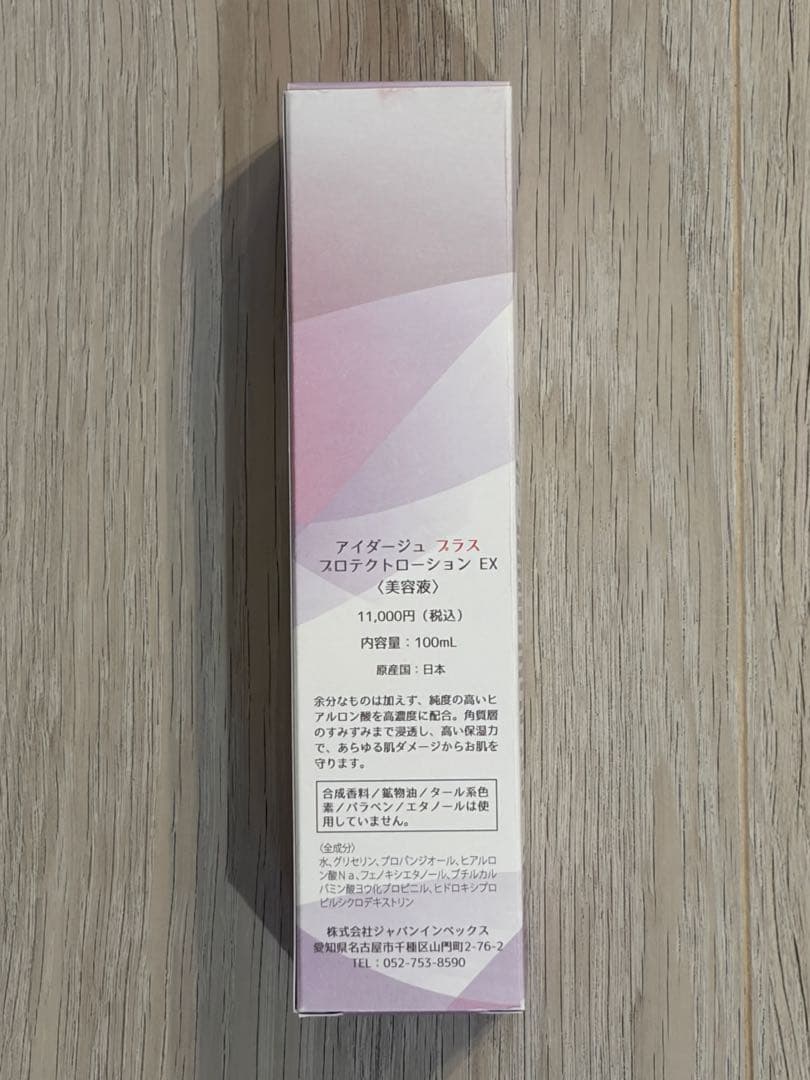 アイダージュ プラス
プロテクトローション EX
〈美容液〉
11,000円（税込）
内容量：100mL
原産国：日本
余分なものは加えず、純度の高いヒ
アルロン酸を高濃度に配合。角質層
のすみずみまで浸透し、高い保湿力
で、あらゆる肌ダメージからお肌を
守ります。
合成香料／鉱物油／タール系色
素／パラベン／エタノールは使
用していません。
〈全成分〉
水、グリセリン、プロパンジオール、ヒアルロ
ン酸Na、フェノキシエタノール、ブチルカル
バミン酸ヨウ化プロピニル、ヒドロキシプロ
ピルシクロデキストリン
株式会社ジャパンインペックス
愛知県名古屋市千種区山門町2-76-2
TEL：052-753-8590